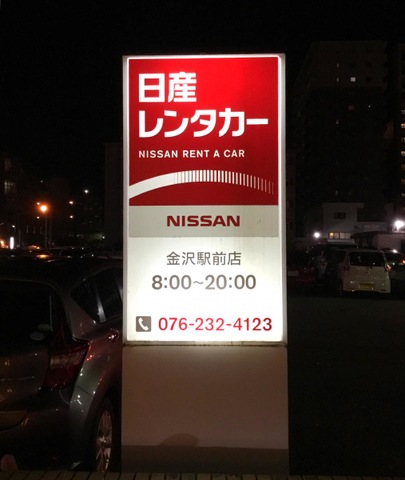 日産
レンタカー
NISSAN RENT A CAR
NISSAN
金沢駅前店
8:00~20:00
076-232-4123